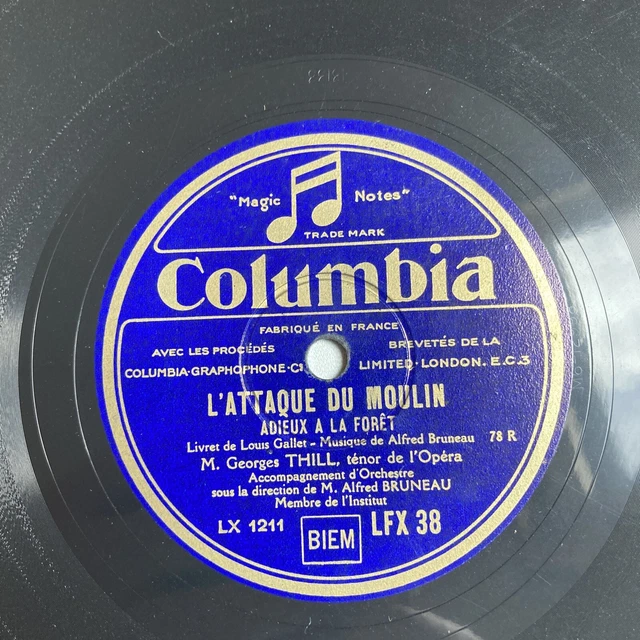 "Magic Notes"
TRADE MARK
Columbia
FABRIQUÉ EN FRANCE
AVEC LES PROCÉDÉS BREVETÉS DE LA
COLUMBIA·GRAPHOPHONE·C LIMITED·LONDON. E.C.3
L'ATTAQUE DU MOULIN
ADIEUX A LA FORÊT
Livret de Louis Gallet - Musique de Alfred Bruneau 78 R
M. Georges THILL, ténor de l'Opéra
Accompagnement d'Orchestre
sous la direction de M. Alfred BRUNEAU
Membre de l'Institut
LX 1211 BIEM LFX 38